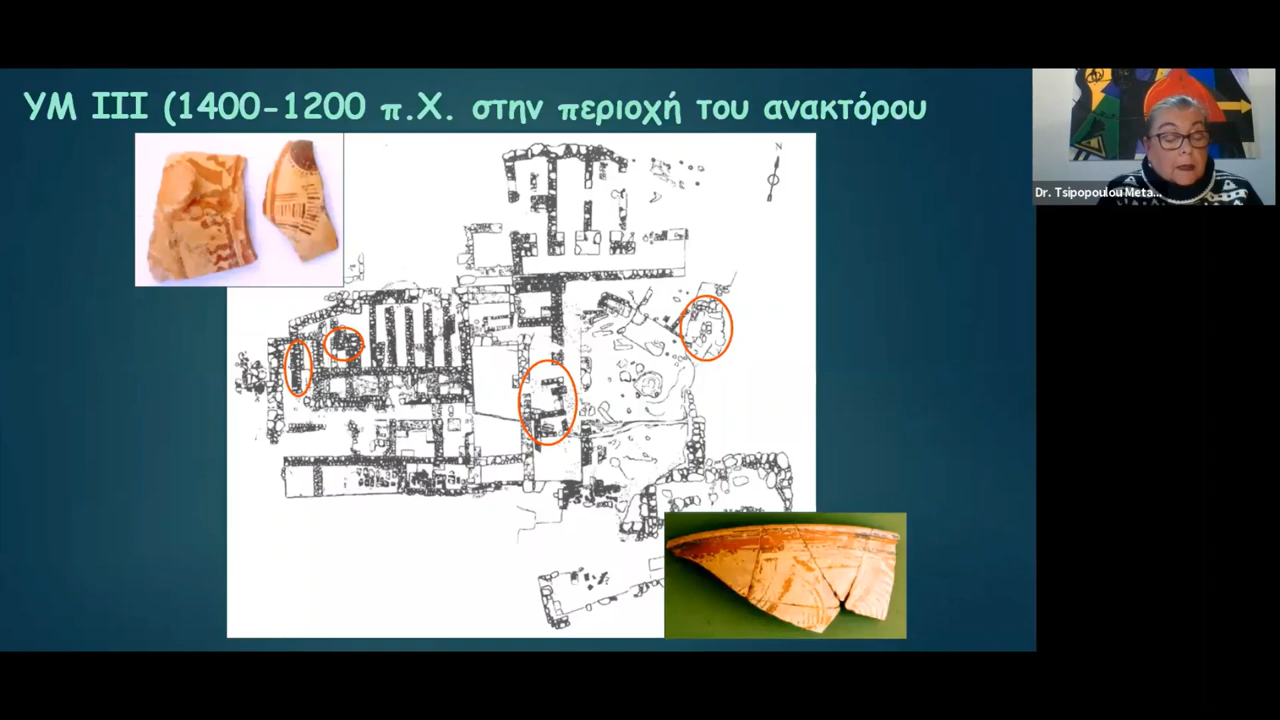 ΥΜ ΙΙΙ (1400-1200 π.Χ. στην περιοχή του ανακτόρου
N
Dr. Tsipopoulou Meta...